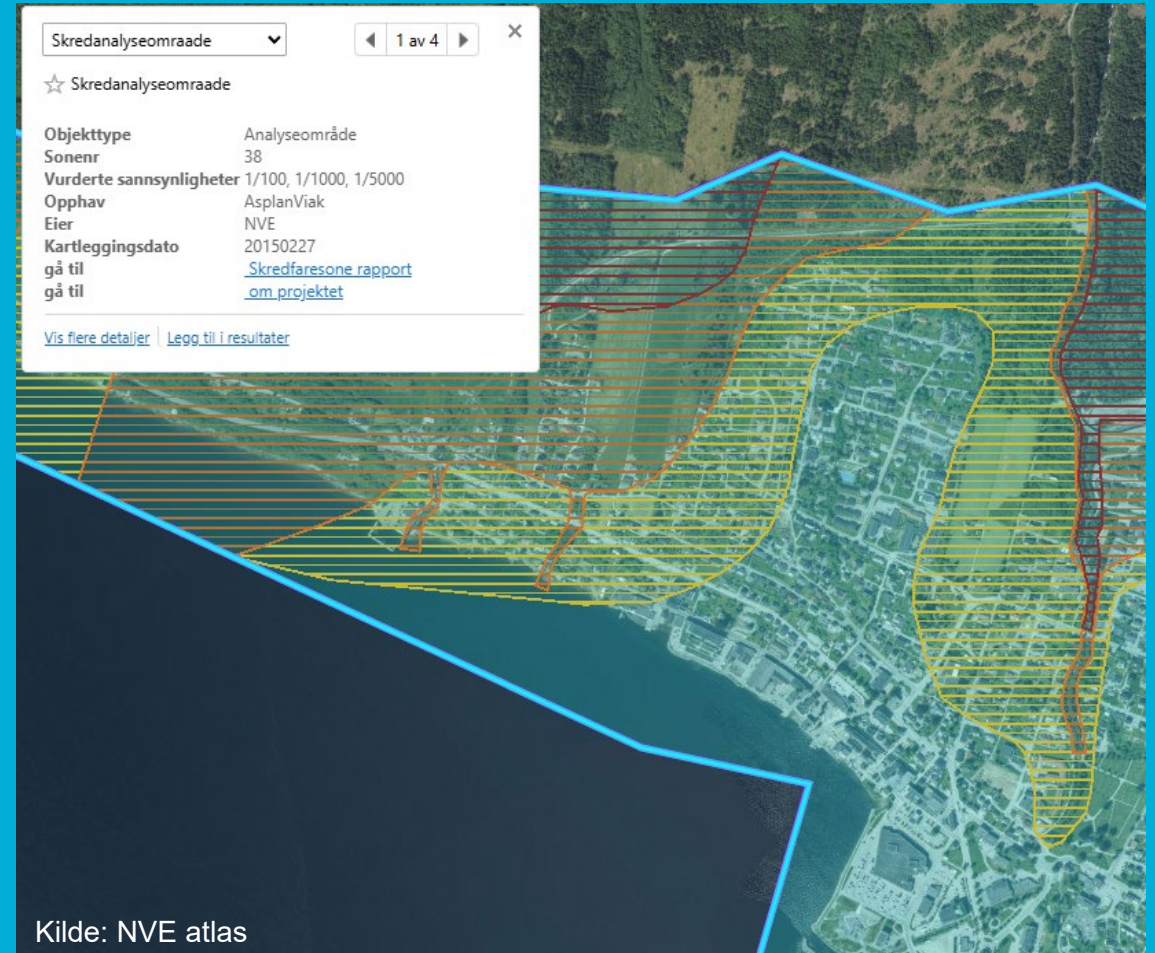 Skredanalyseomraade
1 av 4
Skredanalyseomraade
Objekttype Analyseområde
Sonenr 38
Vurderte sannsynligheter 1/100, 1/1000, 1/5000
Opphav AsplanViak
Eier NVE
Kartleggingsdato 20150227
gå til Skredfaresone rapport
gå til om projektet
Vis flere detaljer Legg til i resultater
Kilde: NVE atlas